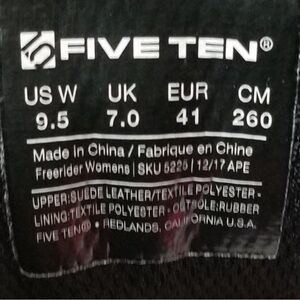 FIVE TEN®
US W UK EUR CM
9.5 7.0 41 260
Made in China / Fabrique en Chine
Freerider Womens | SKU 5225 | 12/17 APE
UPPER:SUEDE LEATHER/TEXTILE POLYESTER -
LINING:TEXTILE POLYESTER - OUTSOLE:RUBBER
FIVE TEN® • REDLANDS, CALIFORNIA U.S.A.